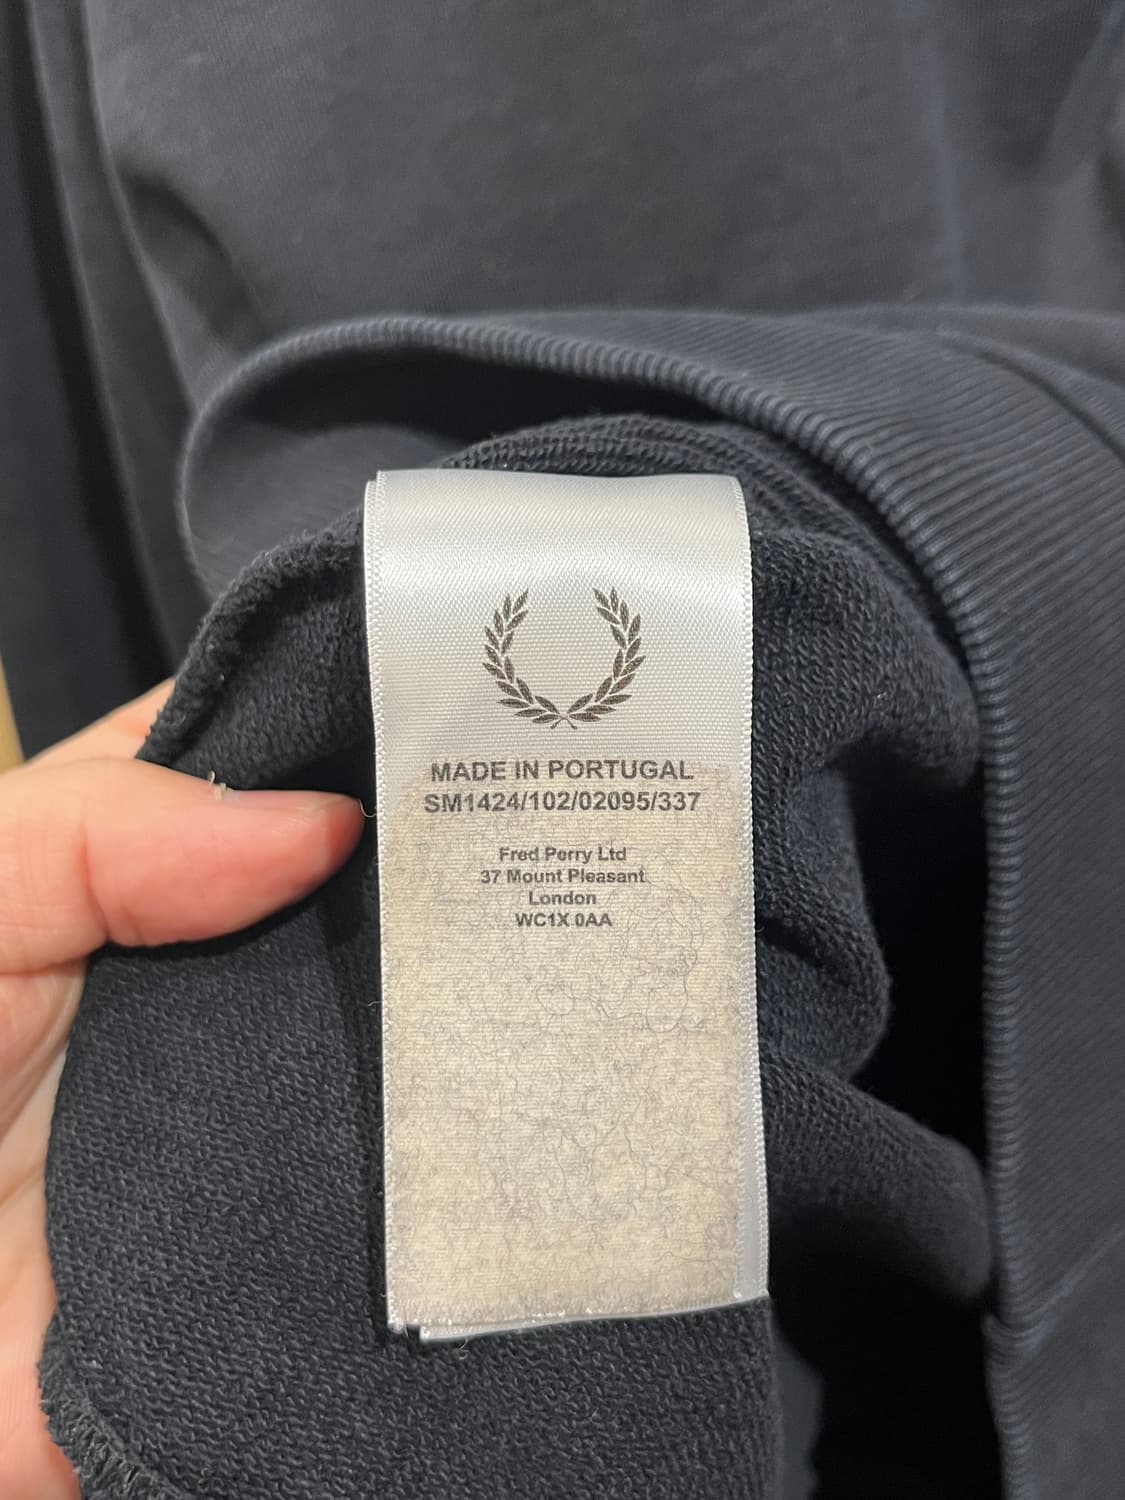 MADE IN PORTUGAL
SM1424/102/02095/337
Fred Perry Ltd
37 Mount Pleasant
London
WC1X 0AA